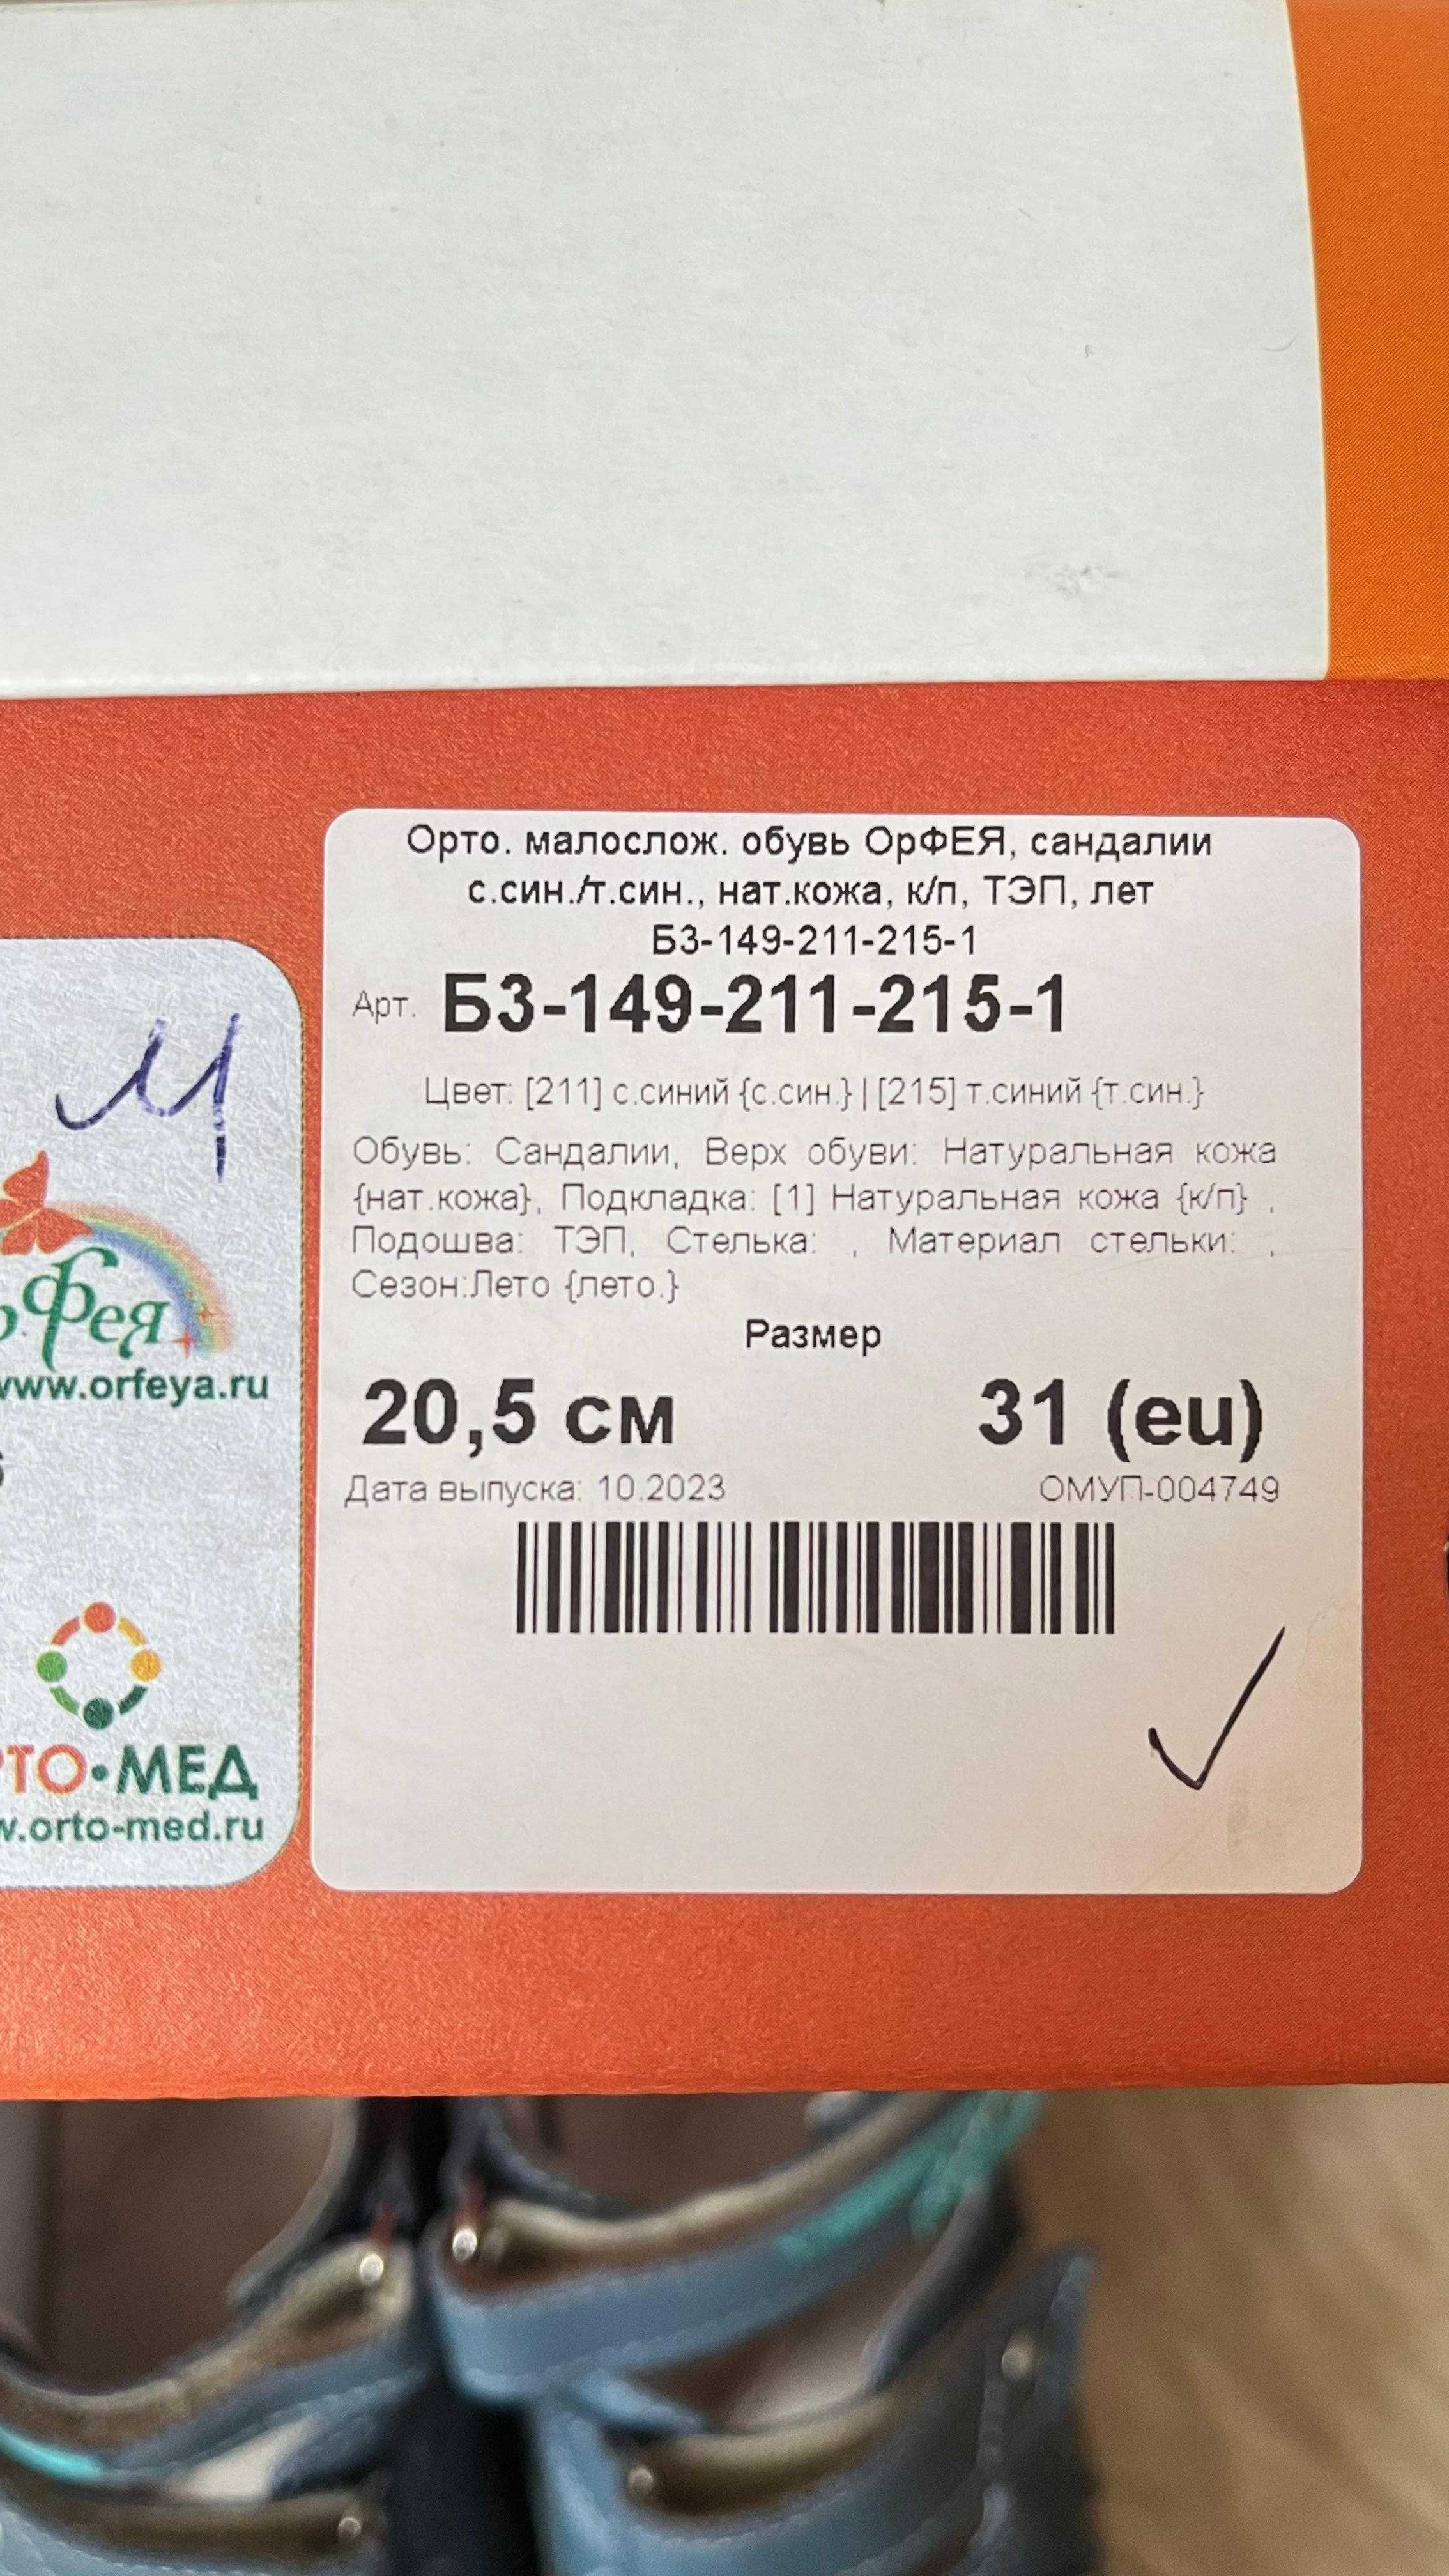 Орто. малослож. обувь ОрФЕЯ, сандалии
с.син./т.син., нат.кожа, к/п, ТЭП, лет
Б3-149-211-215-1
Арт. Б3-149-211-215-1
Цвет: [211] с.синий {с.син.} | [215] т.синий {т.син.}
Обувь: Сандалии, Верх обуви: Натуральная кожа
{нат.кожа}, Подкладка: [1] Натуральная кожа {к/п} ,
Подошва: ТЭП, Стелька: , Материал стельки: ,
Сезон:Лето {лето.}
Размер
20,5 см 31 (eu)
Дата выпуска: 10.2023 ОМУП-004749
рФея
www.orfeya.ru
РТО•МЕД
w.orto-med.ru